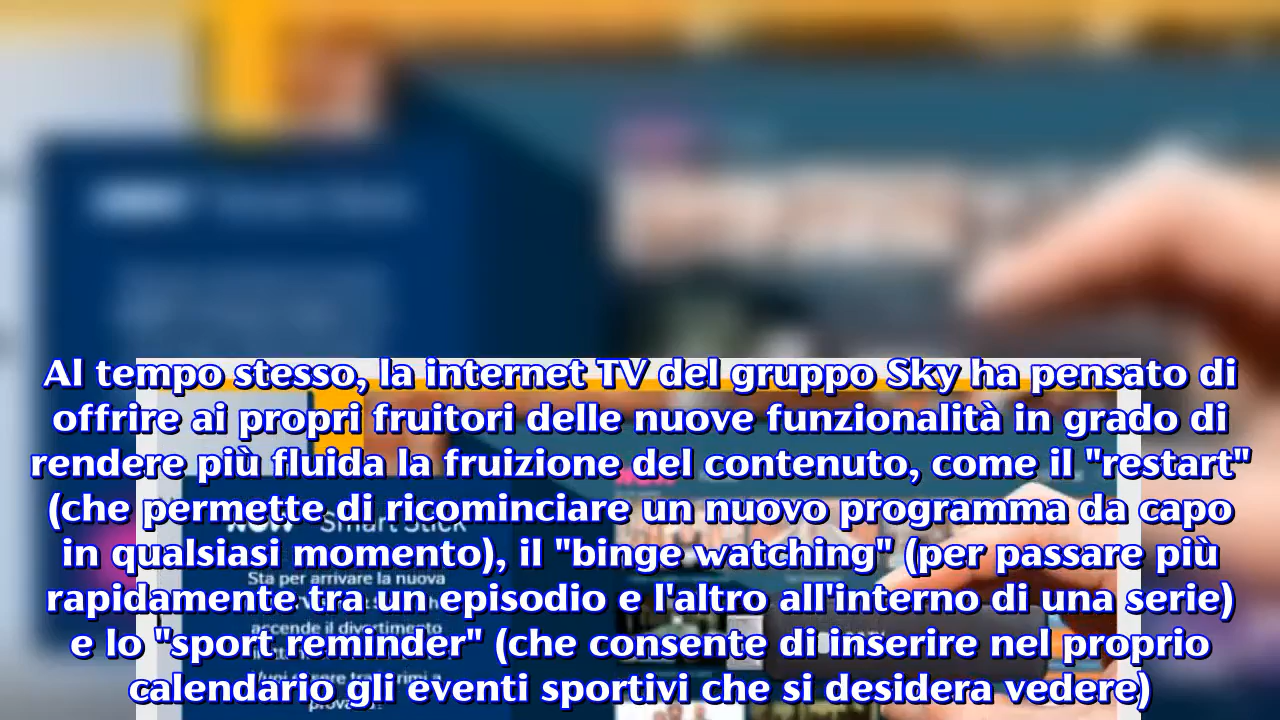 Al tempo stesso, la internet TV del gruppo Sky ha pensato di
offrire ai propri fruitori delle nuove funzionalità in grado di
rendere più fluida la fruizione del contenuto, come il "restart"
(che permette di ricominciare un nuovo programma da capo
in qualsiasi momento), il "binge watching" (per passare più
rapidamente tra un episodio e l'altro all'interno di una serie)
e lo "sport reminder" (che consente di inserire nel proprio
calendario gli eventi sportivi che si desidera vedere)
Smart Stick
Sta per arrivare la nuova
accende il divertimento